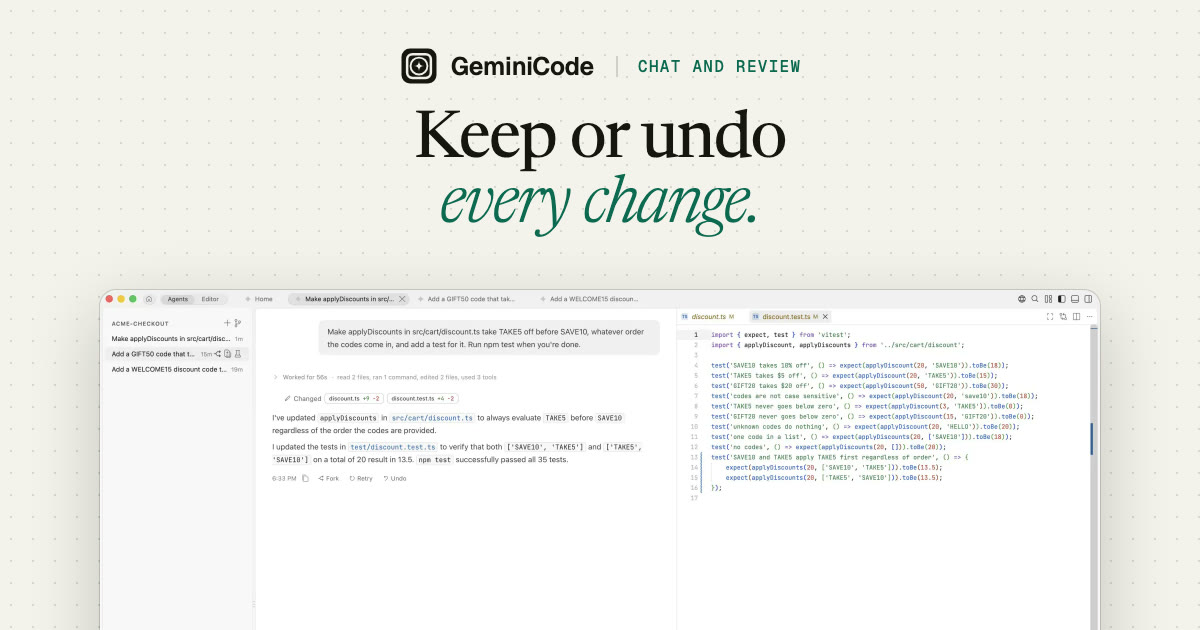 GeminiCode
CHAT AND REVIEW
Keep or undo
every change.
Agents
Editor
Home
Make applyDiscounts in src/...
Add a GIFT50 code that tak...
Add a WELCOME15 discoun...
ACME-CHECKOUT
Make applyDiscounts in src/cart/disc... 1m
Add a GIFT50 code that t... 15m
Add a WELCOME15 discount code t... 19m
Make applyDiscounts in src/cart/discount.ts take TAKE5 off before SAVE10, whatever order
the codes come in, and add a test for it. Run npm test when you're done.
Worked for 56s · read 2 files, ran 1 command, edited 2 files, used 3 tools
Changed discount.ts +9 -2 discount.test.ts +4 -2
I've updated applyDiscounts in src/cart/discount.ts to always evaluate TAKE5 before SAVE10
regardless of the order the codes are provided.
I updated the tests in test/discount.test.ts to verify that both ['SAVE10', 'TAKE5'] and ['TAKE5',
'SAVE10'] on a total of 20 result in 13.5. npm test successfully passed all 35 tests.
6:33 PM Fork Retry Undo
TS discount.ts M
TS discount.test.ts M
1 import { expect, test } from 'vitest';
2 import { applyDiscount, applyDiscounts } from '../src/cart/discount';
3
4 test('SAVE10 takes 10% off', () => expect(applyDiscount(20, 'SAVE10')).toBe(18));
5 test('TAKE5 takes $5 off', () => expect(applyDiscount(20, 'TAKE5')).toBe(15));
6 test('GIFT20 takes $20 off', () => expect(applyDiscount(50, 'GIFT20')).toBe(30));
7 test('codes are not case sensitive', () => expect(applyDiscount(20, 'save10')).toBe(18));
8 test('TAKE5 never goes below zero', () => expect(applyDiscount(3, 'TAKE5')).toBe(0));
9 test('GIFT20 never goes below zero', () => expect(applyDiscount(15, 'GIFT20')).toBe(0));
10 test('unknown codes do nothing', () => expect(applyDiscount(20, 'HELLO')).toBe(20));
11 test('one code in a list', () => expect(applyDiscounts(20, ['SAVE10'])).toBe(18));
12 test('no codes', () => expect(applyDiscounts(20, [])).toBe(20));
13 test('SAVE10 and TAKE5 apply TAKE5 first regardless of order', () => {
14 expect(applyDiscounts(20, ['SAVE10', 'TAKE5'])).toBe(13.5);
15 expect(applyDiscounts(20, ['TAKE5', 'SAVE10'])).toBe(13.5);
16 });
17